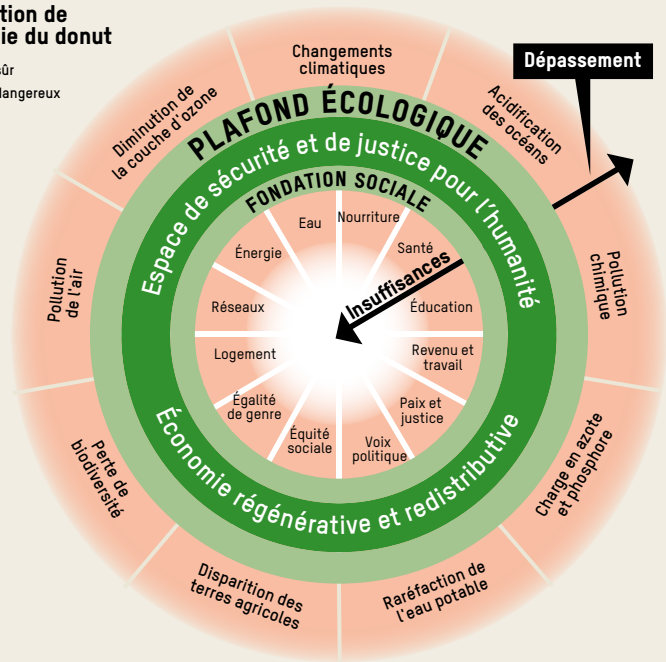 tion de
ie du donut
sûr
dangereux
Dépassement
Changements
climatiques
Acidification
des océans
Pollution
chimique
Charge en azote
et phosphore
Raréfaction de
l'eau potable
Disparition des
terres agricoles
Perte de
biodiversité
Pollution
de l'air
Diminution de
la couche d'ozone
PLAFOND ÉCOLOGIQUE
Espace de sécurité et de justice pour l'humanité
FONDATION SOCIALE
Eau
Nourriture
Santé
Énergie
Insuffisances
Réseaux
Éducation
Logement
Revenu et
travail
Égalité
de genre
Paix et
justice
Équité
sociale
Voix
politique
Économie régénérative et redistributive